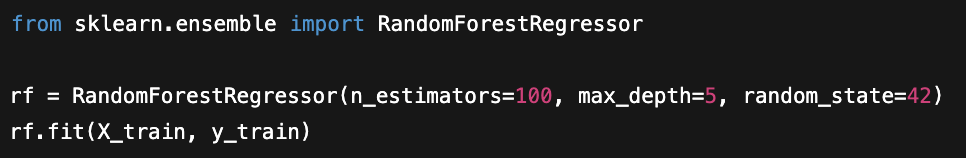 from sklearn.ensemble import RandomForestRegressor
rf = RandomForestRegressor(n_estimators=100, max_depth=5, random_state=42)
rf.fit(X_train, y_train)